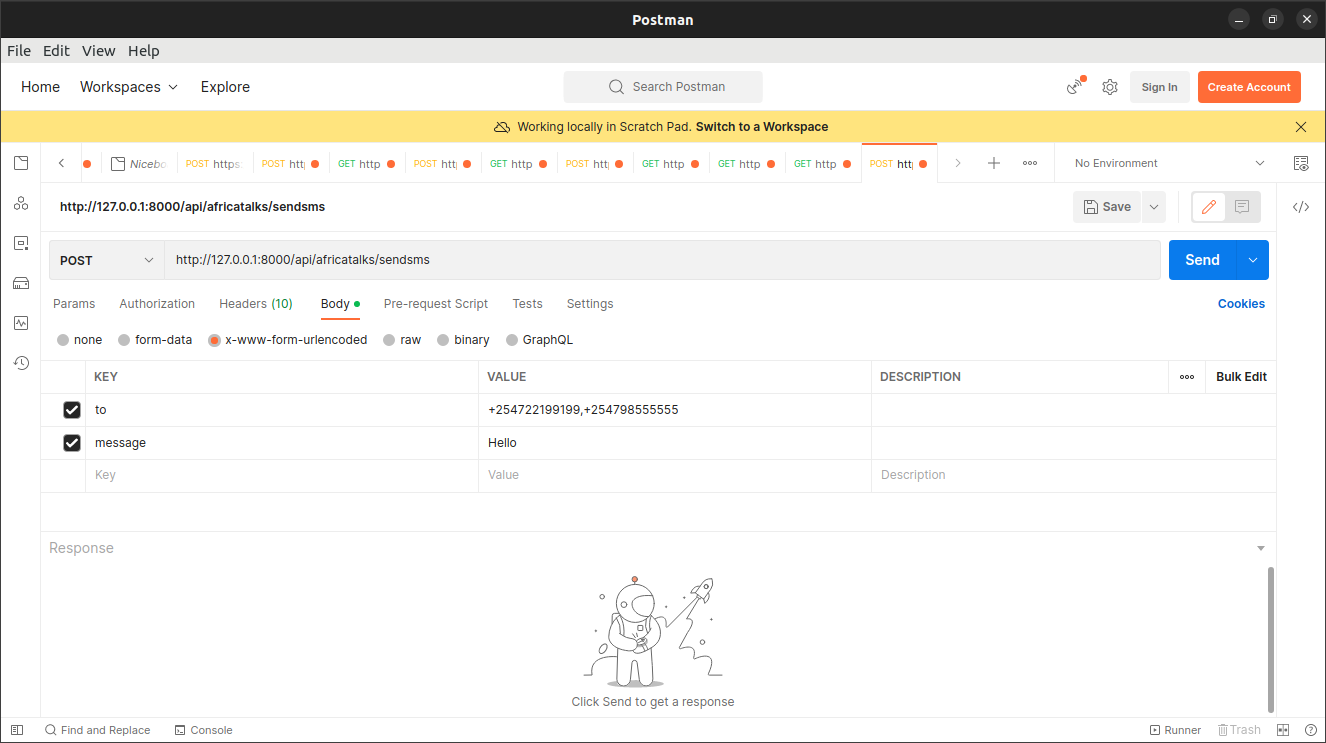 Postman
File Edit View Help
Home Workspaces Explore Search Postman Sign In Create Account
Working locally in Scratch Pad. Switch to a Workspace
Nicebo POST https: POST htt GET http POST htt GET http POST htt GET http GET http GET http POST htt No Environment
http://127.0.0.1:8000/api/africatalks/sendsms Save
POST http://127.0.0.1:8000/api/africatalks/sendsms Send
Params Authorization Headers (10) Body Pre-request Script Tests Settings Cookies
none form-data x-www-form-urlencoded raw binary GraphQL
KEY VALUE DESCRIPTION Bulk Edit
to +254722199199,+254798555555
message Hello
Key Value Description
Response
Click Send to get a response
Find and Replace Console Runner Trash